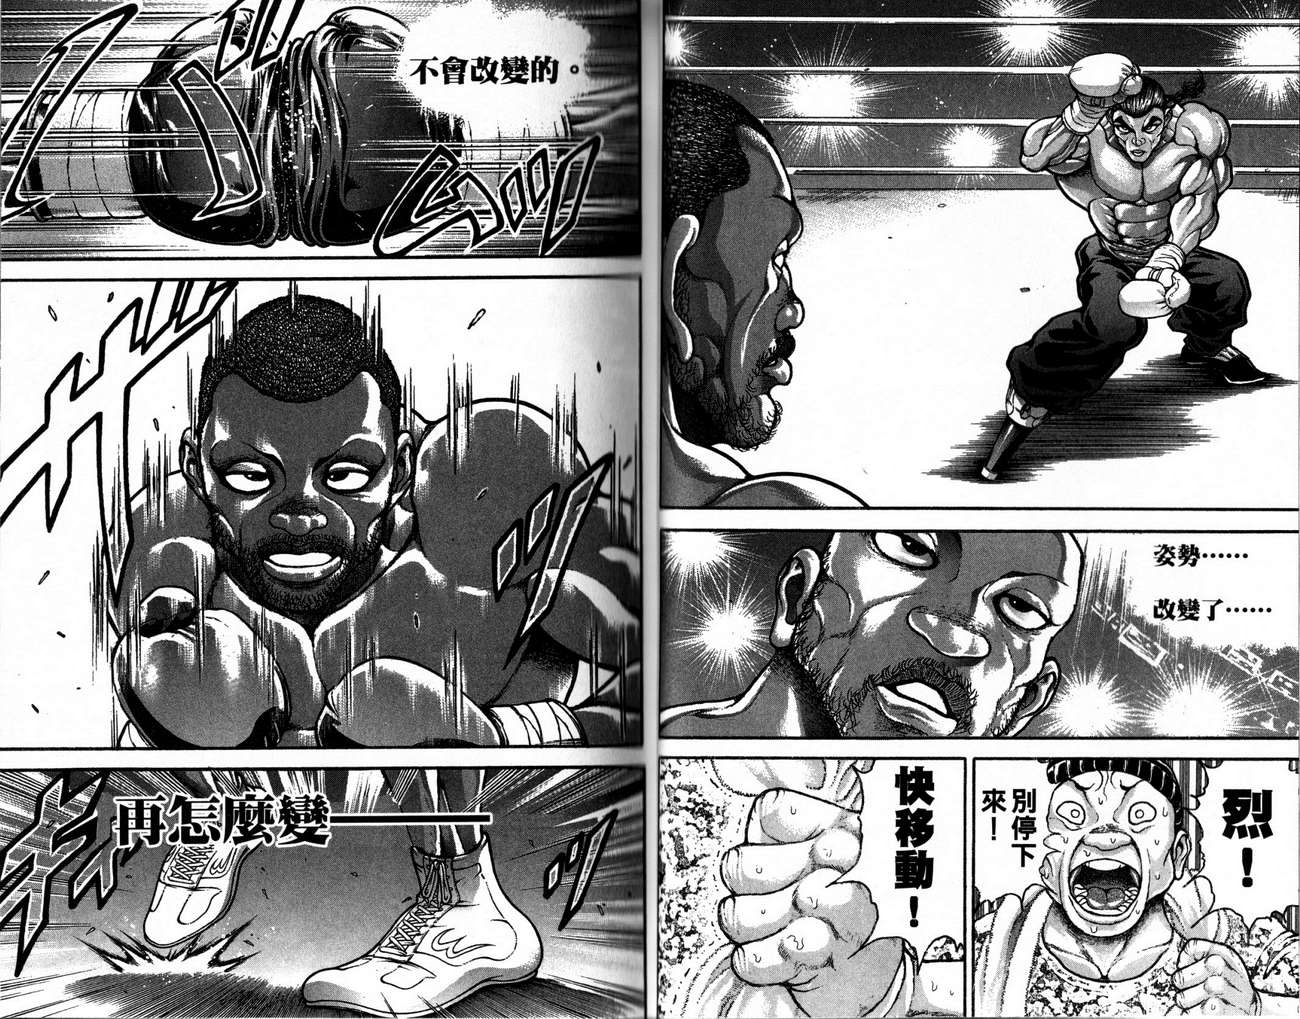 姿勢……
改變了……
烈！
別停下
來！
快移動！
不會改變的。
再怎麼變——